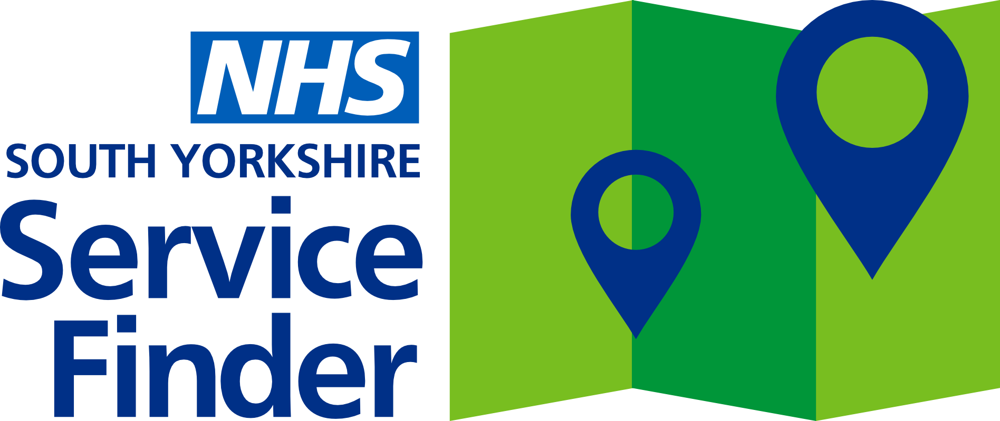 NHS
SOUTH YORKSHIRE
Service
Finder